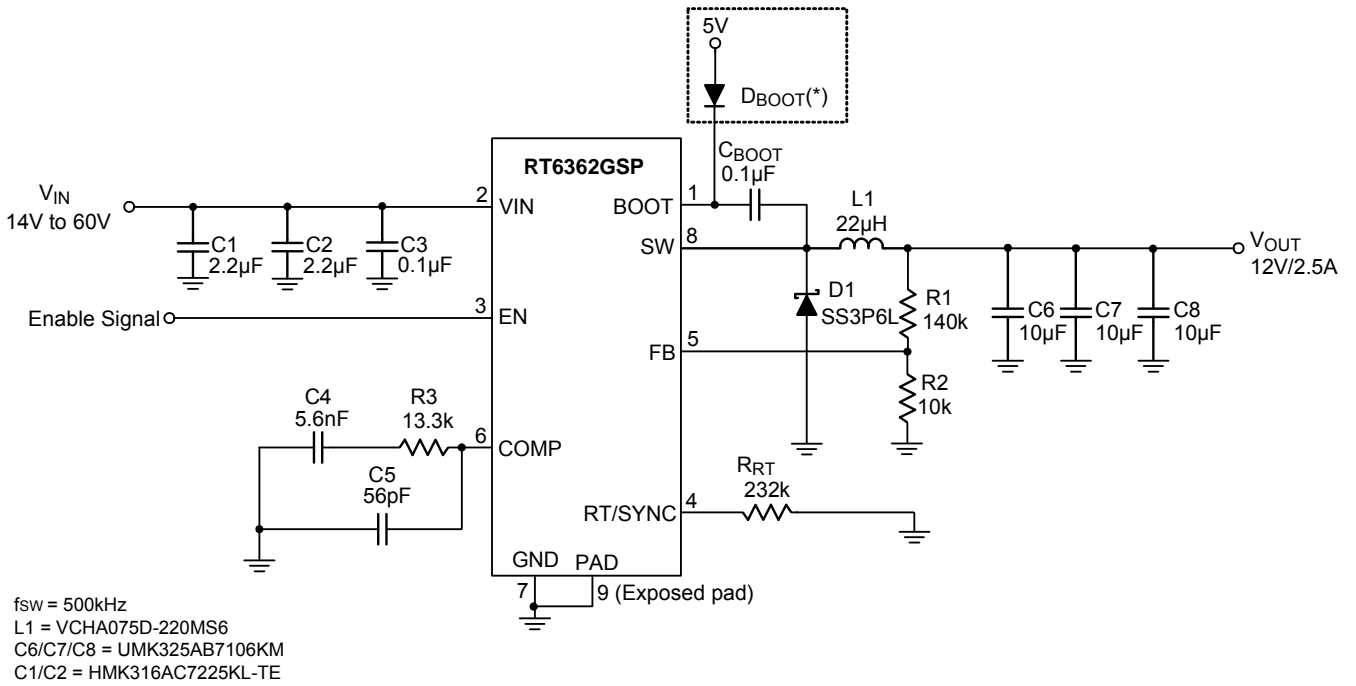 5V
DBOOT(*)
RT6362GSP
CBOOT
0.1µF
VIN
14V to 60V
2
VIN
BOOT
1
L1
22µH
SW
8
VOUT
12V/2.5A
C1
2.2µF
C2
2.2µF
C3
0.1µF
D1
SS3P6L
R1
140k
C6
10µF
C7
10µF
C8
10µF
Enable Signal
3
EN
FB
5
R2
10k
C4
5.6nF
R3
13.3k
6
COMP
C5
56pF
RRT
232k
RT/SYNC
4
GND
PAD
7
9 (Exposed pad)
fSW = 500kHz
L1 = VCHA075D-220MS6
C6/C7/C8 = UMK325AB7106KM
C1/C2 = HMK316AC7225KL-TE